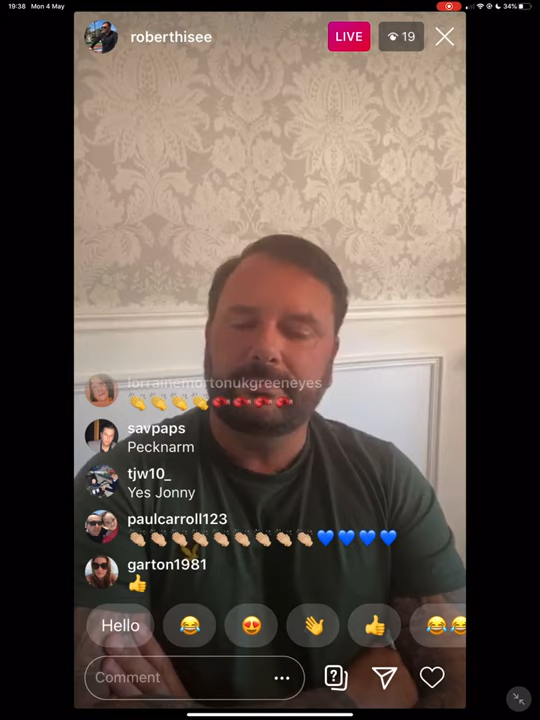 19:38 Mon 4 May
34%
roberthisee
LIVE
19
lorrainemortonukgreeneyes
savpaps
Pecknarm
tjw10_
Yes Jonny
paulcarroll123
garton1981
Hello
Comment